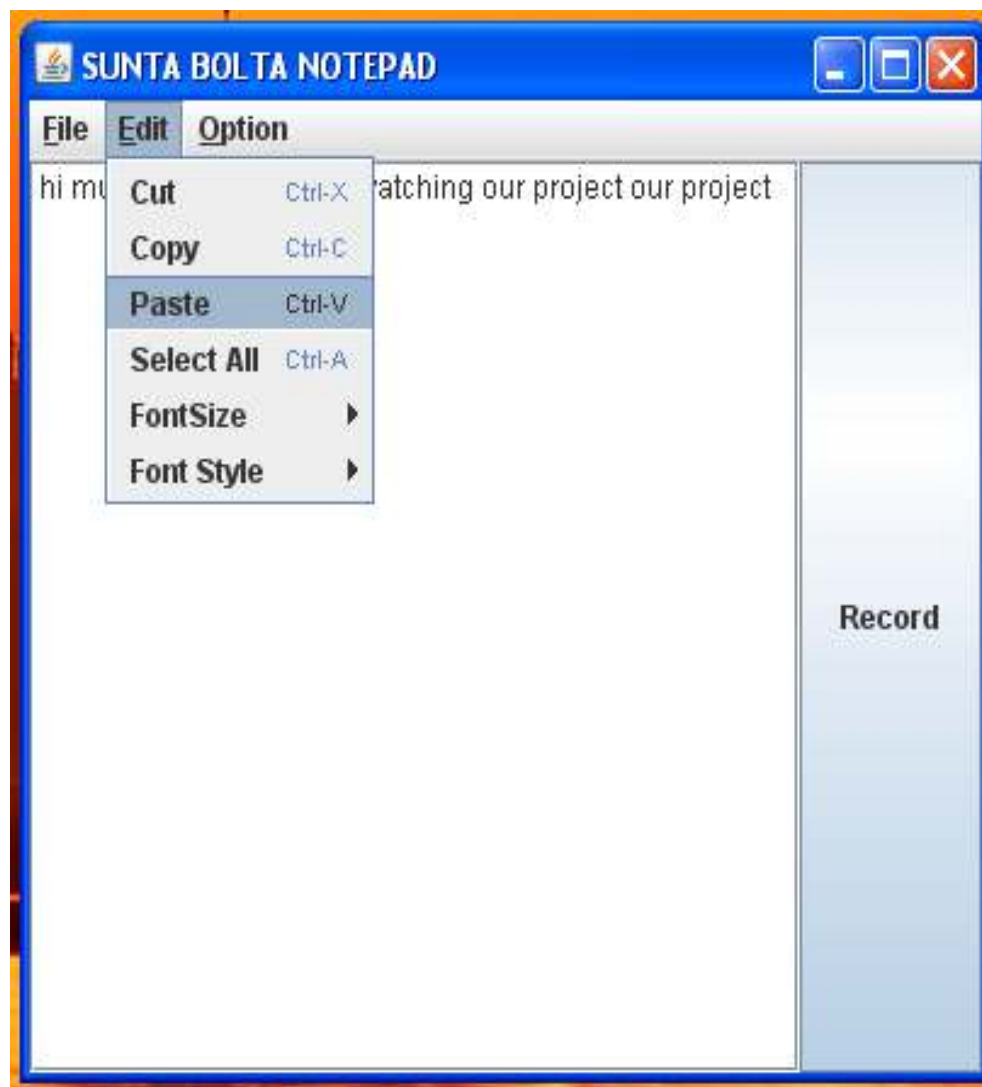 SUNTA BOLTA NOTEPAD
File Edit Option
hi atching our project our project
Cut Ctrl-X
Copy Ctrl-C
Paste Ctrl-V
Select All Ctrl-A
FontSize
Font Style
Record